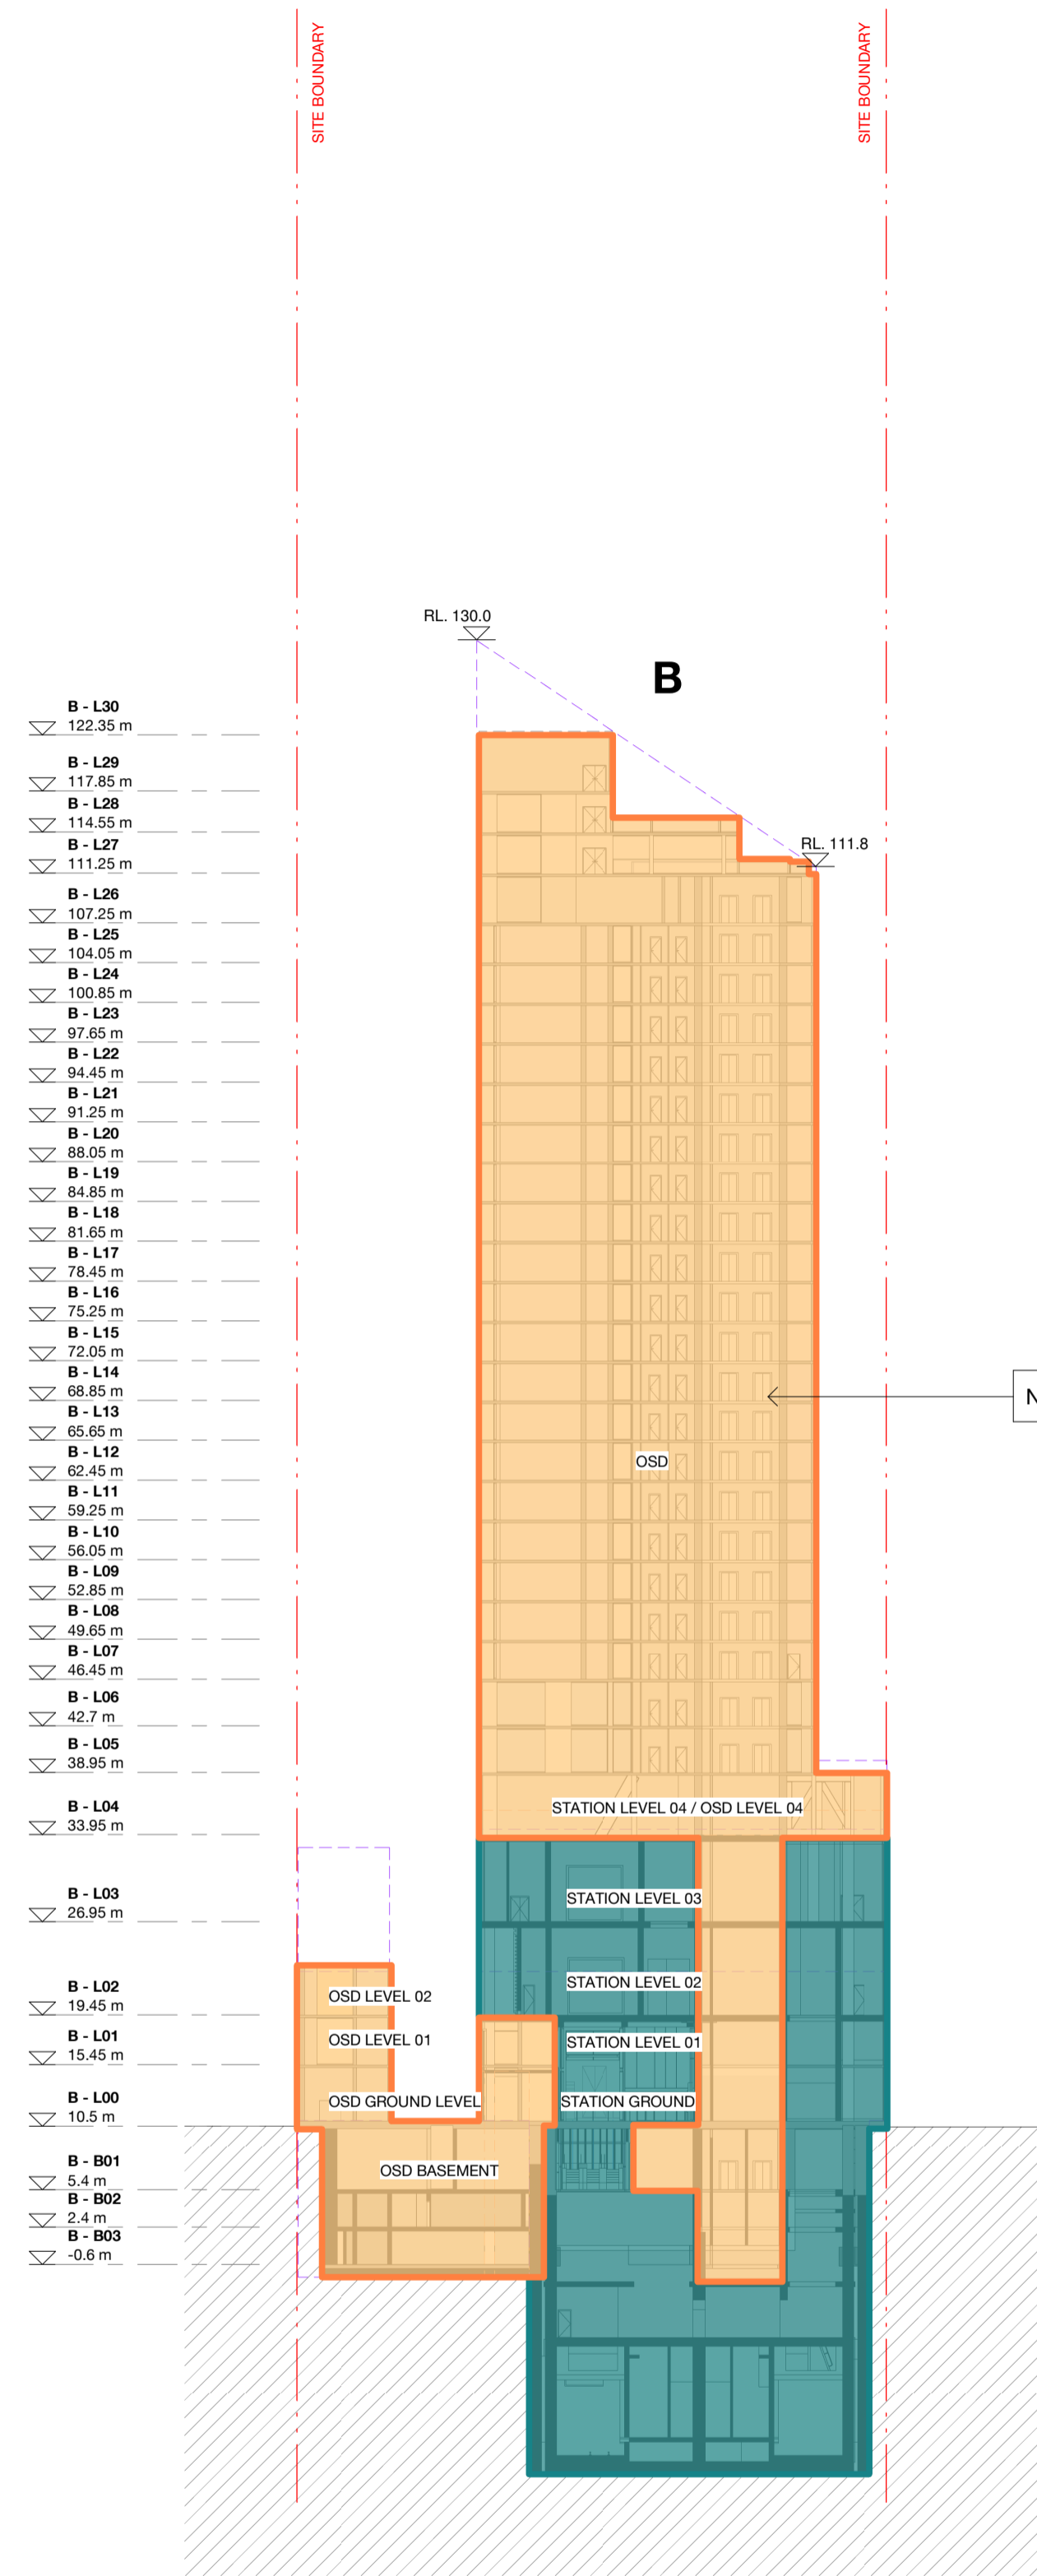 SITE BOUNDARY
SITE BOUNDARY
RL. 130.0
B
B - L30
122.35 m
B - L29
117.85 m
B - L28
114.55 m
B - L27
111.25 m
RL. 111.8
B - L26
107.25 m
B - L25
104.05 m
B - L24
100.85 m
B - L23
97.65 m
B - L22
94.45 m
B - L21
91.25 m
B - L20
88.05 m
B - L19
84.85 m
B - L18
81.65 m
B - L17
78.45 m
B - L16
75.25 m
B - L15
72.05 m
B - L14
68.85 m
N
B - L13
65.65 m
B - L12
62.45 m
OSD
B - L11
59.25 m
B - L10
56.05 m
B - L09
52.85 m
B - L08
49.65 m
B - L07
46.45 m
B - L06
42.7 m
B - L05
38.95 m
B - L04
33.95 m
STATION LEVEL 04 / OSD LEVEL 04
B - L03
26.95 m
STATION LEVEL 03
B - L02
19.45 m
OSD LEVEL 02
STATION LEVEL 02
B - L01
15.45 m
OSD LEVEL 01
STATION LEVEL 01
B - L00
10.5 m
OSD GROUND LEVEL
STATION GROUND
B - B01
5.4 m
OSD BASEMENT
B - B02
2.4 m
B - B03
-0.6 m